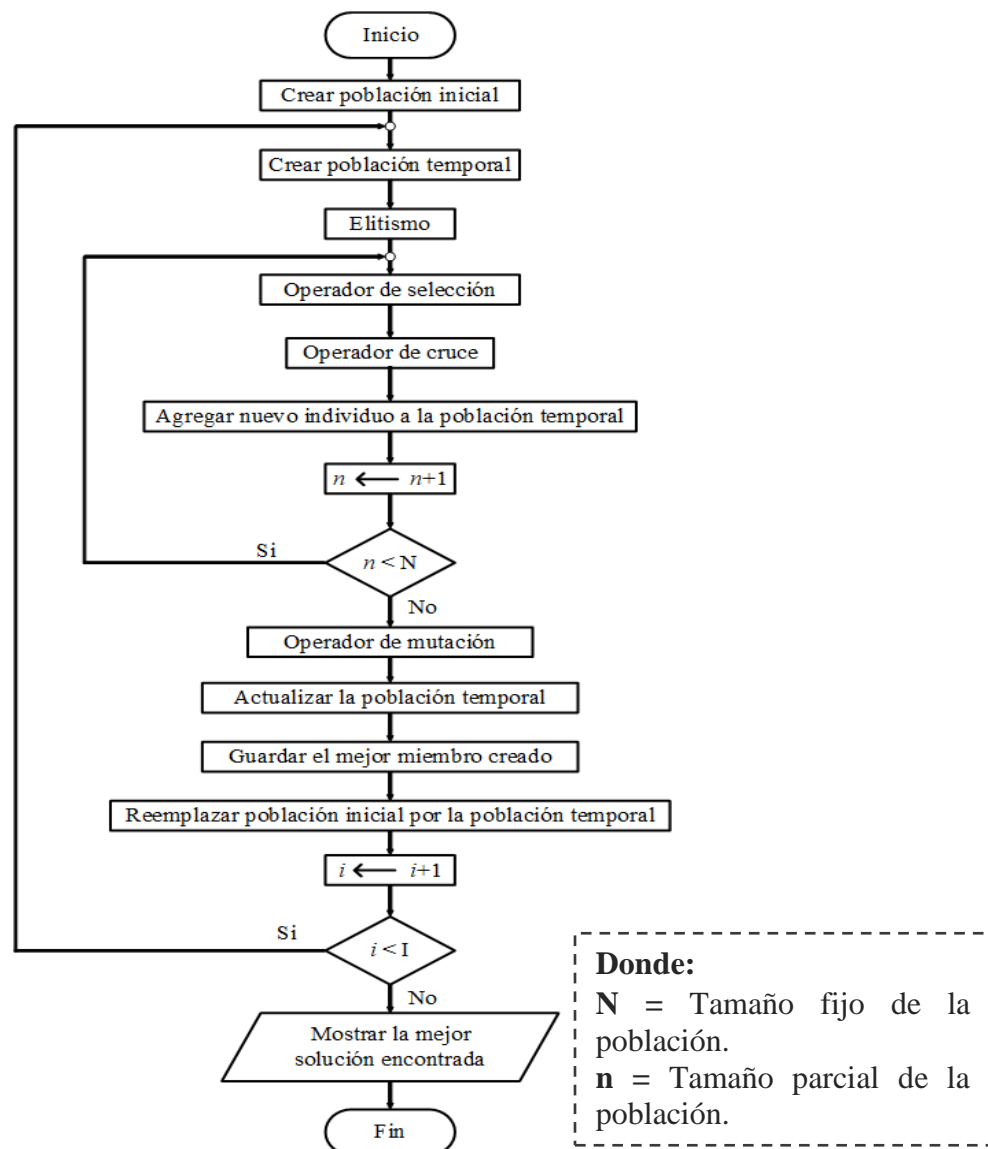 Inicio
Crear población inicial
Crear población temporal
Elitismo
Operador de selección
Operador de cruce
Agregar nuevo individuo a la población temporal
n ← n+1
Si
n < N
No
Operador de mutación
Actualizar la población temporal
Guardar el mejor miembro creado
Reemplazar población inicial por la población temporal
i ← i+1
Si
i < I
No
Mostrar la mejor
solución encontrada
Fin
Donde:
N = Tamaño fijo de la
población.
n = Tamaño parcial de la
población.